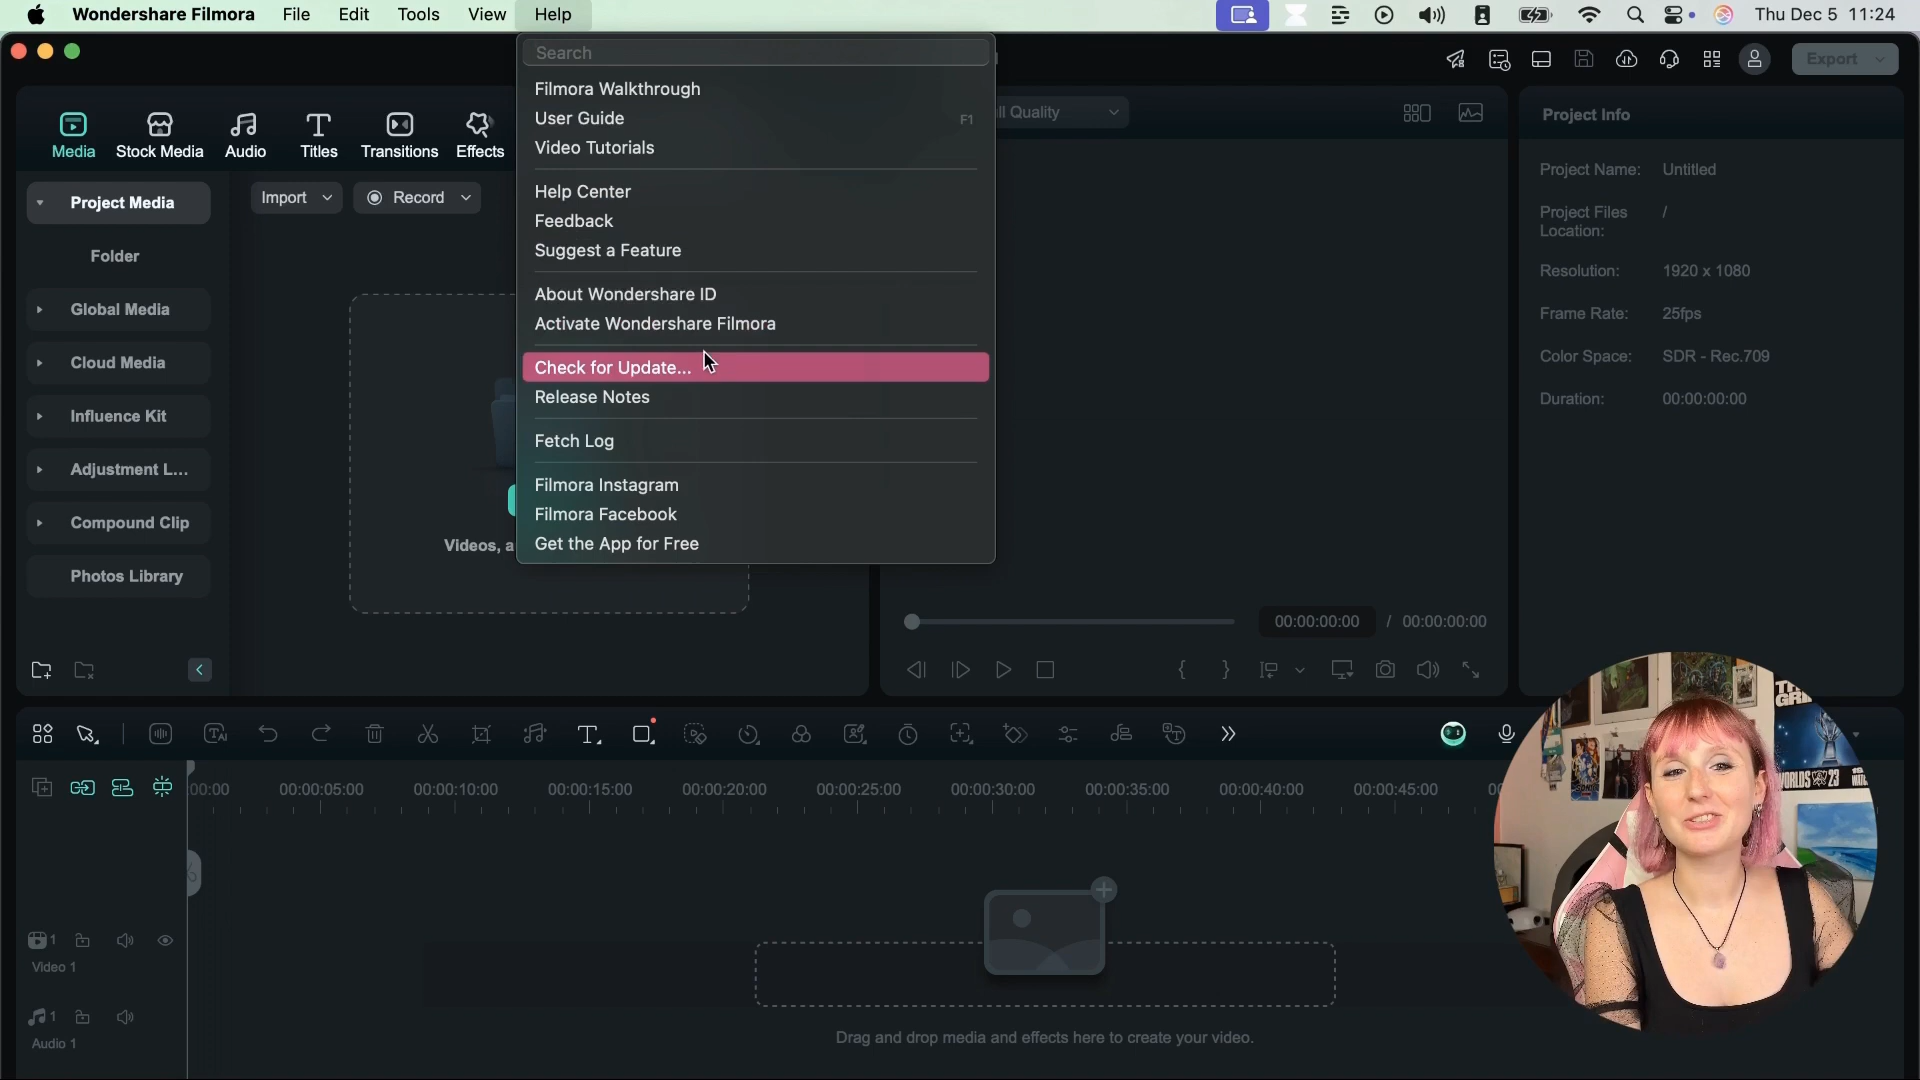 Wondershare Filmora File Edit Tools View Help Thu Dec 5 11:24
Search
Filmora Walkthrough
User Guide F1
Video Tutorials
Help Center
Feedback
Suggest a Feature
About Wondershare ID
Activate Wondershare Filmora
Check for Update...
Release Notes
Fetch Log
Filmora Instagram
Filmora Facebook
Get the App for Free
Export
Media Stock Media Audio Titles Transitions Effects
Quality
Import Record
Project Media
Folder
Global Media
Cloud Media
Influence Kit
Adjustment L...
Compound Clip
Photos Library
Videos, a
00:00:00:00 / 00:00:00:00
Project Info
Project Name: Untitled
Project Files Location: /
Resolution: 1920 x 1080
Frame Rate: 25fps
Color Space: SDR - Rec.709
Duration: 00:00:00:00
00:00 00:00:05:00 00:00:10:00 00:00:15:00 00:00:20:00 00:00:25:00 00:00:30:00 00:00:35:00 00:00:40:00 00:00:45:00
1
Video 1
1
Audio 1
Drag and drop media and effects here to create your video.
WORLDS 23